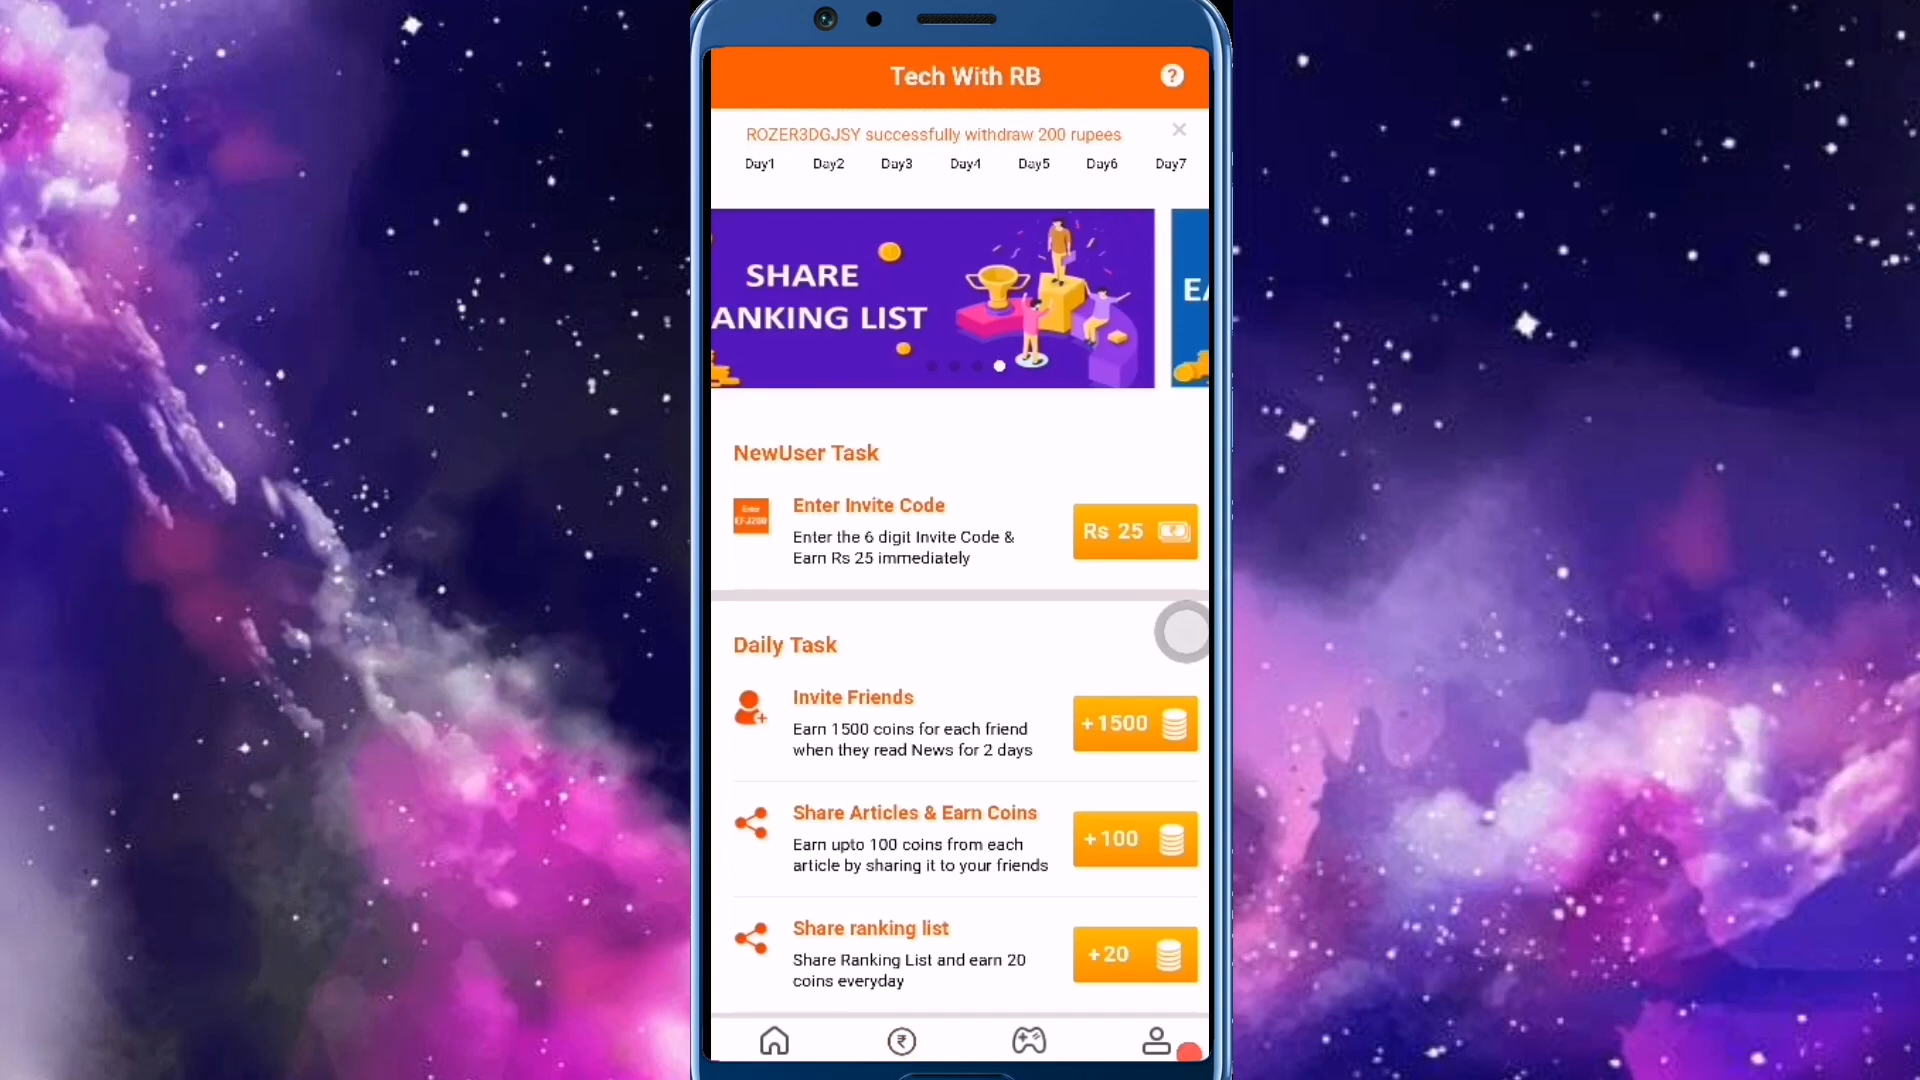 Tech With RB
?
ROZER3DGJSY successfully withdraw 200 rupees
Day1 Day2 Day3 Day4 Day5 Day6 Day7
SHARE
ANKING LIST
EA
NewUser Task
Enter Invite Code
Enter the 6 digit Invite Code &
Earn Rs 25 immediately
Rs 25
Daily Task
Invite Friends
Earn 1500 coins for each friend
when they read News for 2 days
+1500
Share Articles & Earn Coins
Earn upto 100 coins from each
article by sharing it to your friends
+100
Share ranking list
Share Ranking List and earn 20
coins everyday
+20